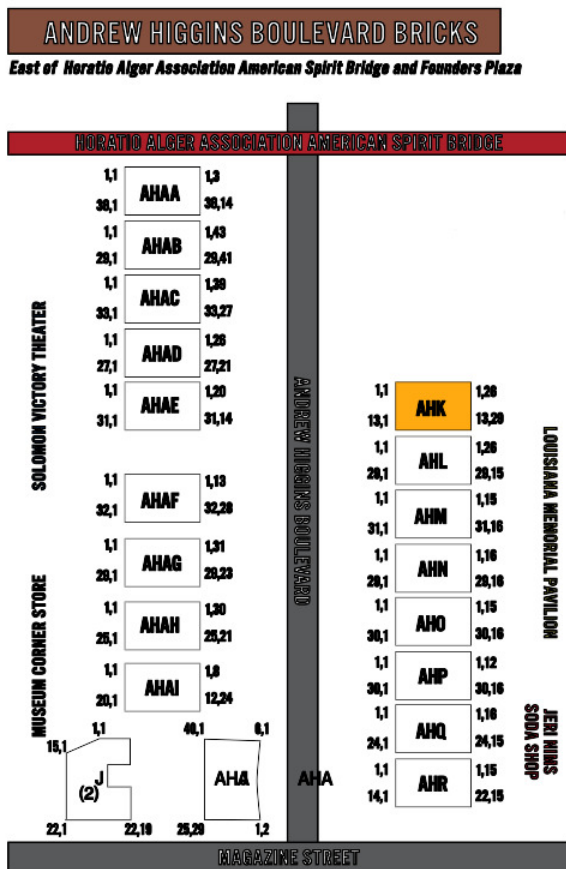 ANDREW HIGGINS BOULEVARD BRICKS
East of Horatio Alger Association American Spirit Bridge and Founders Plaza
HORATIO ALGER ASSOCIATION AMERICAN SPIRIT BRIDGE
SOLOMON VICTORY THEATER
MUSEUM CORNER STORE
1,1 1,3
AHAA
38,1 38,14
1,1 1,43
AHAB
29,1 29,41
1,1 1,39
AHAC
33,1 33,27
1,1 1,26
AHAD
27,1 27,21
1,1 1,20
AHAE
31,1 31,14
1,1 1,13
AHAF
32,1 32,28
1,1 1,31
AHAG
29,1 29,23
1,1 1,30
AHAH
25,1 25,21
1,1 1,8
AHAI
20,1 12,24
1,1
15,1
J
(2)
22,1 22,19
40,1 6,1
25,29 1,2
AHA
ANDREW HIGGINS BOULEVARD
1,1 1,26
AHK
13,1 13,29
1,1 1,26
AHL
29,1 29,15
1,1 1,15
AHM
31,1 31,16
1,1 1,16
AHN
29,1 29,16
1,1 1,15
AHO
30,1 30,16
1,1 1,12
AHP
30,1 30,16
1,1 1,16
AHQ
24,1 24,15
1,1 1,15
AHR
14,1 22,15
LOUISIANA MEMORIAL PAVILION
JERI NIMS
SODA SHOP
MAGAZINE STREET